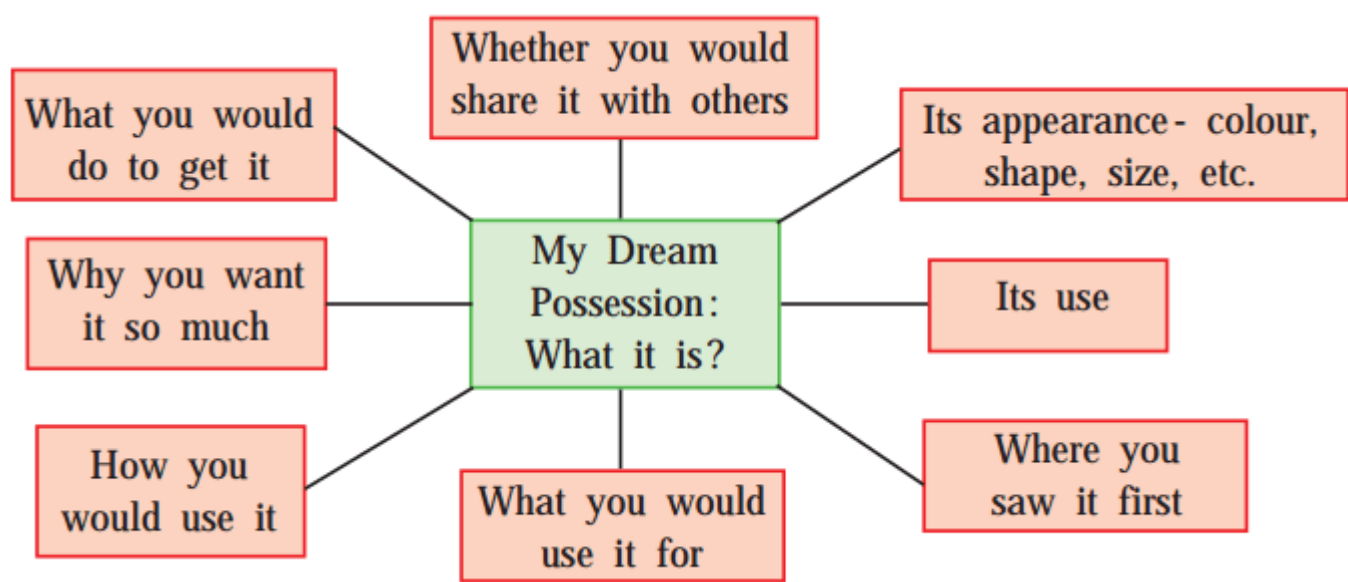 Whether you would
share it with others
What you would
do to get it
Its appearance - colour,
shape, size, etc.
My Dream
Possession:
What it is?
Why you want
it so much
Its use
How you
would use it
What you would
use it for
Where you
saw it first